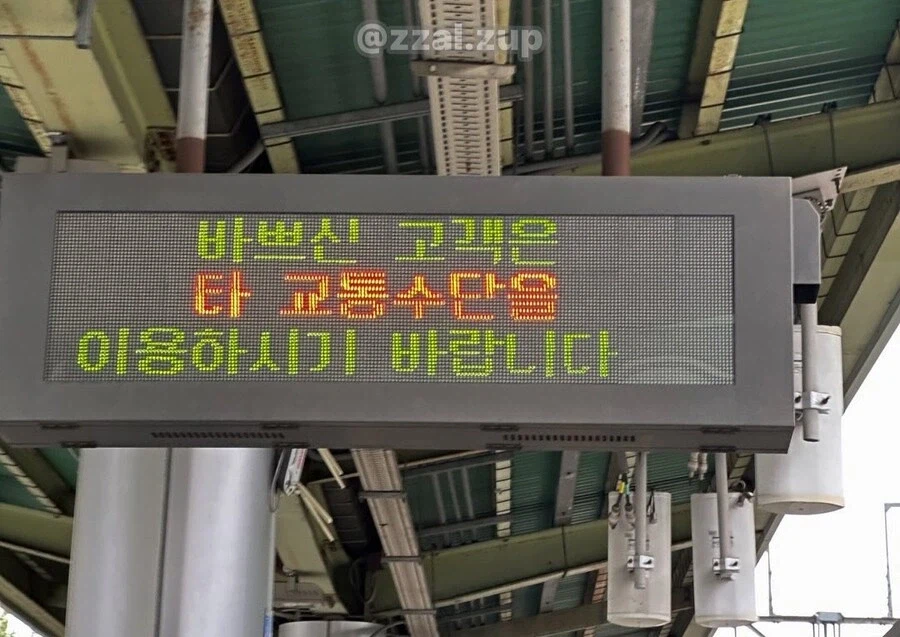 @zzal.zup
바쁘신 고객은
타 교통수단을
이용하시기 바랍니다